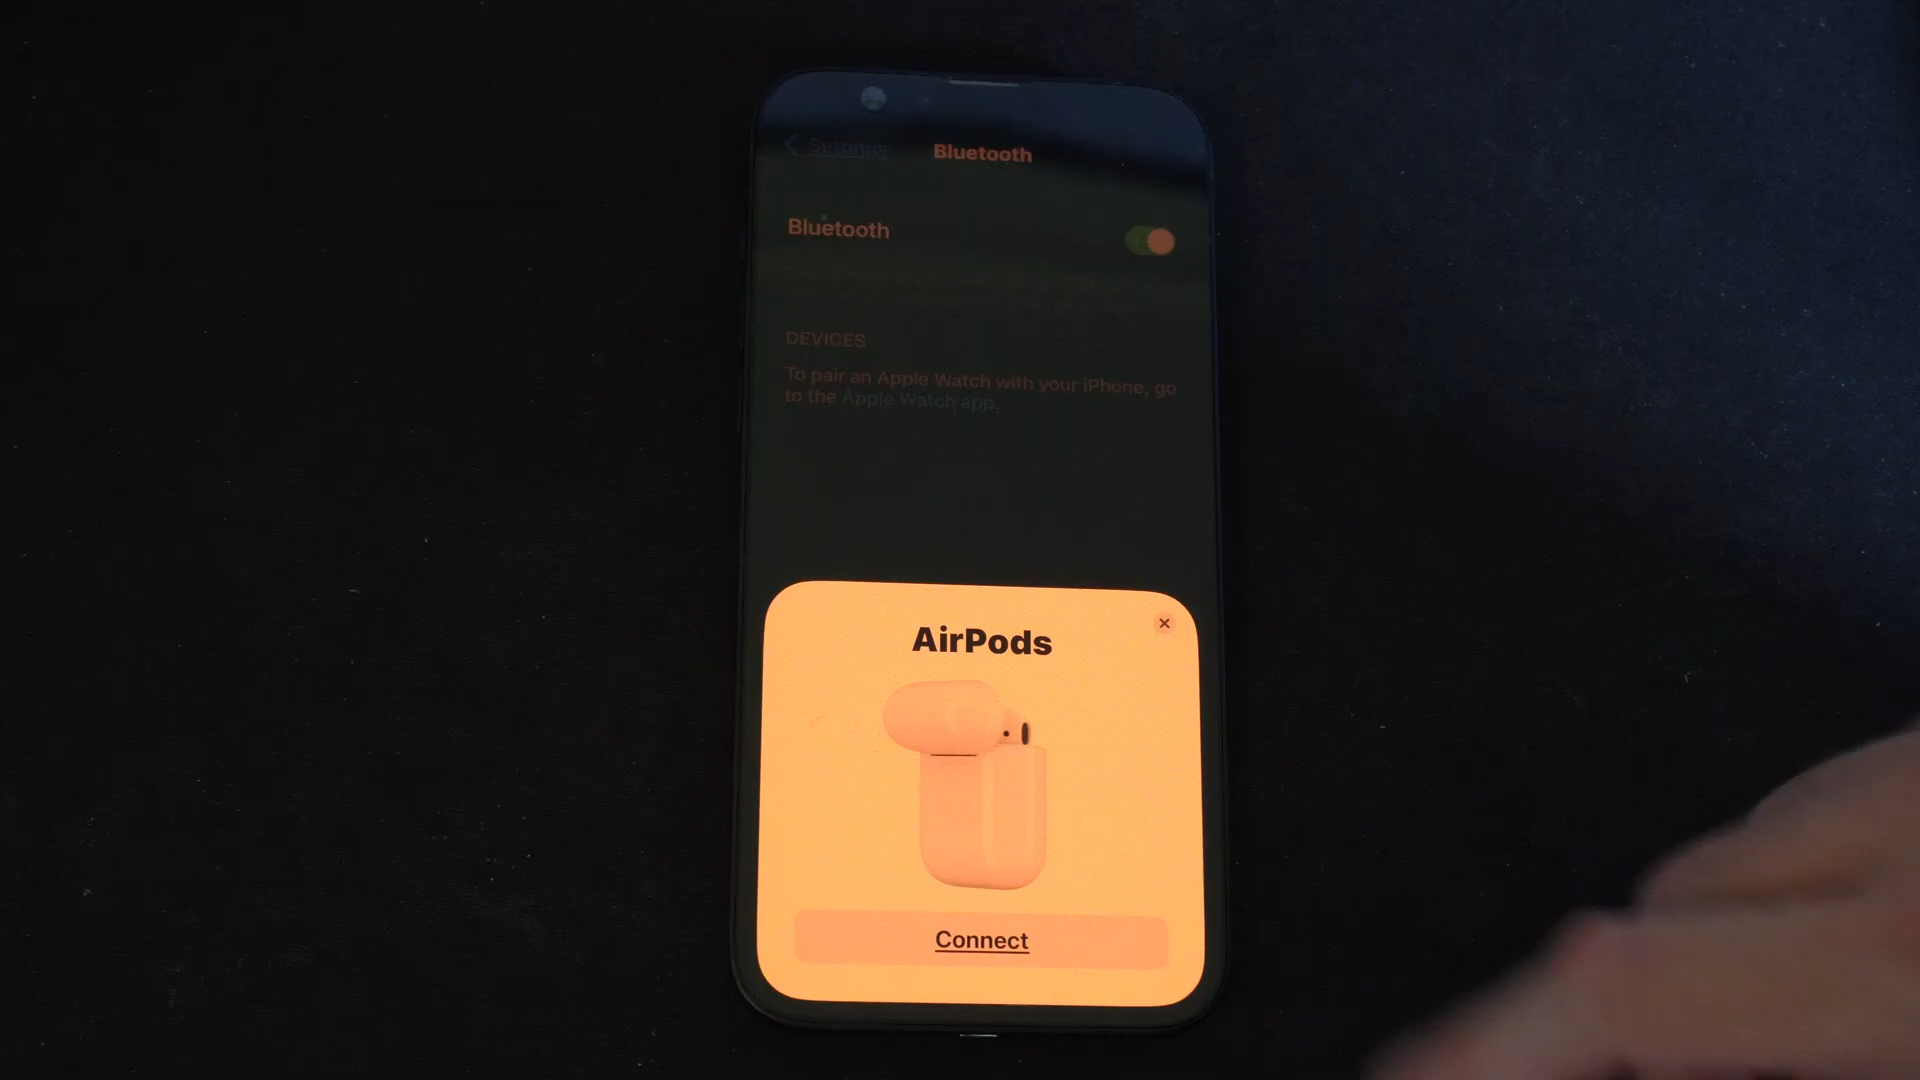 Settings
Bluetooth
Bluetooth
DEVICES
To pair an Apple Watch with your iPhone, go
to the Apple Watch app.
AirPods
Connect